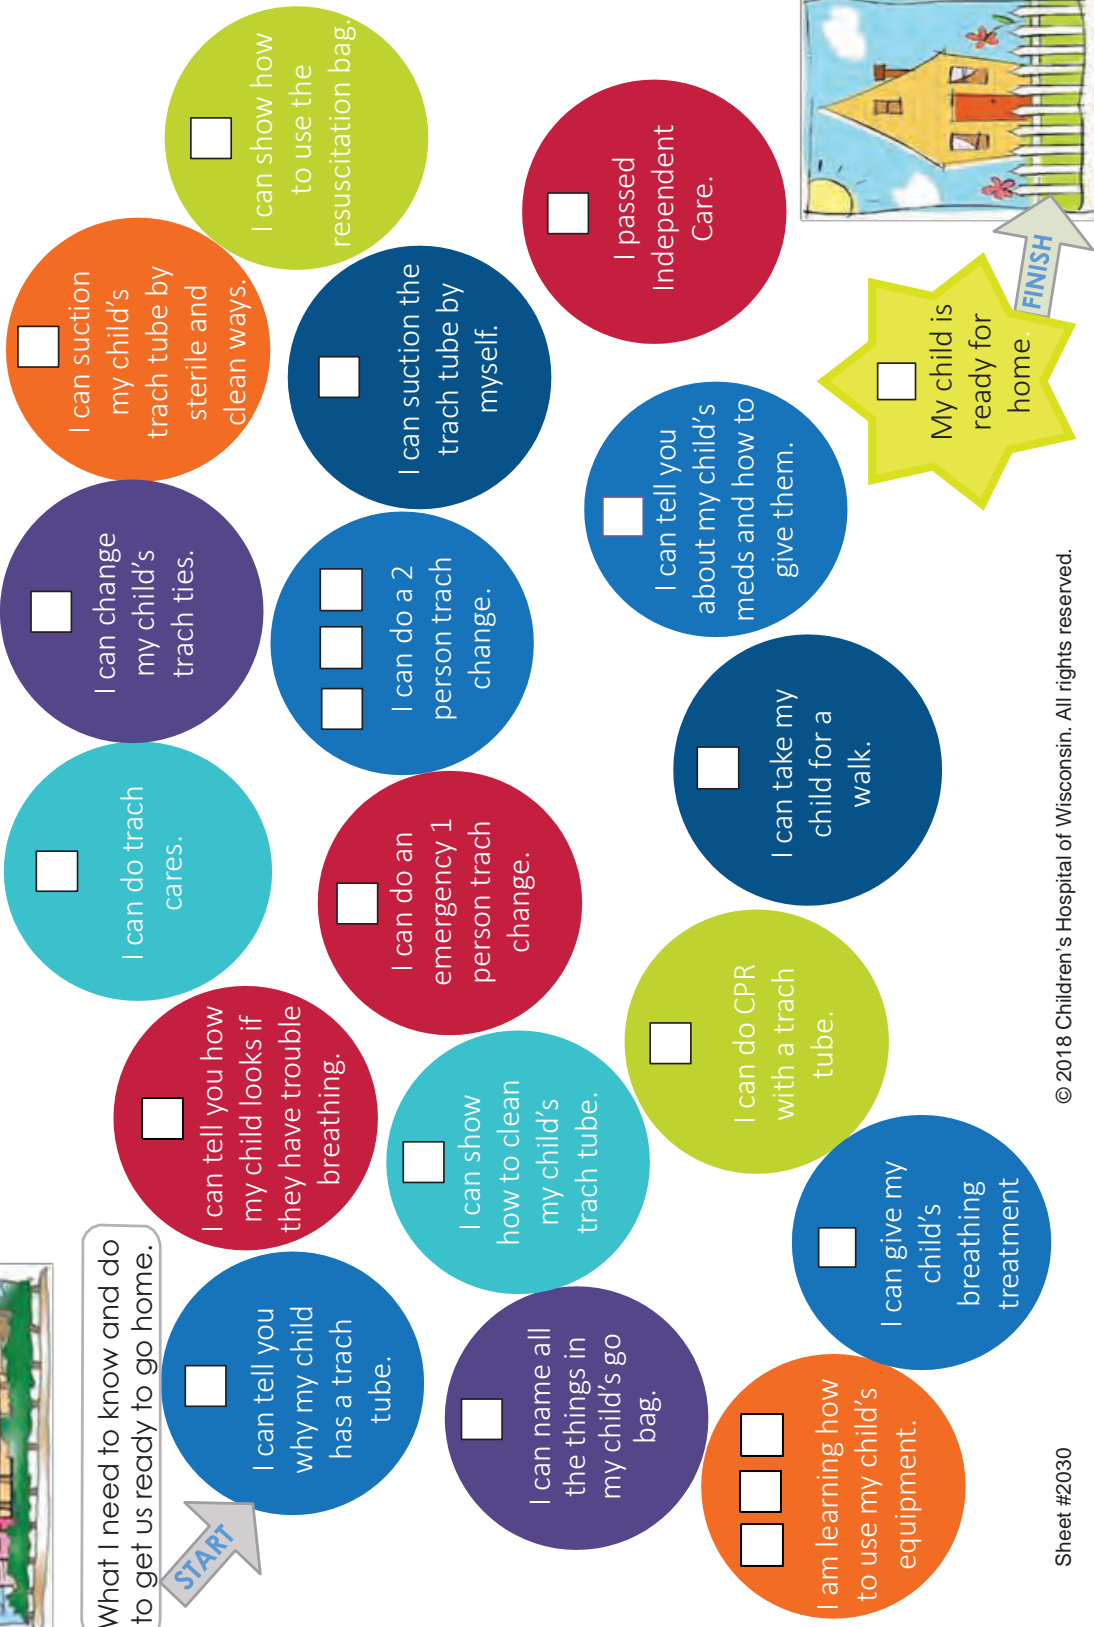 What I need to know and do
to get us ready to go home.
START
I can tell you
why my child
has a trach
tube.
I can tell you how
my child looks if
they have trouble
breathing.
I can do trach
cares.
I can change
my child's
trach ties.
I can suction
my child's
trach tube by
sterile and
clean ways.
I can show how
to use the
resuscitation bag.
I can suction the
trach tube by
myself.
I can do a 2
person trach
change.
I can do an
emergency 1
person trach
change.
I can show
how to clean
my child's
trach tube.
I can name all
the things in
my child's go
bag.
I am learning how
to use my child's
equipment.
I can give my
child's
breathing
treatment
I can do CPR
with a trach
tube.
I can take my
child for a
walk.
I can tell you
about my child's
meds and how to
give them.
I passed
Independent
Care.
My child is
ready for
home.
FINISH
Sheet #2030
© 2018 Children's Hospital of Wisconsin. All rights reserved.